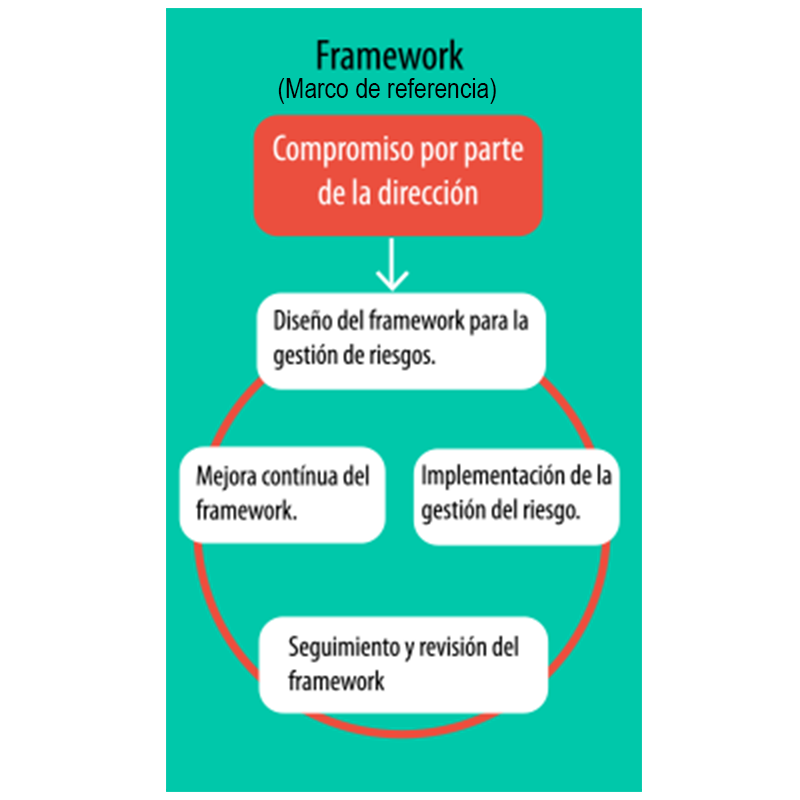 Framework
(Marco de referencia)
Compromiso por parte
de la dirección
Diseño del framework para la
gestión de riesgos.
Mejora contínua del
framework.
Implementación de la
gestión del riesgo.
Seguimiento y revisión del
framework